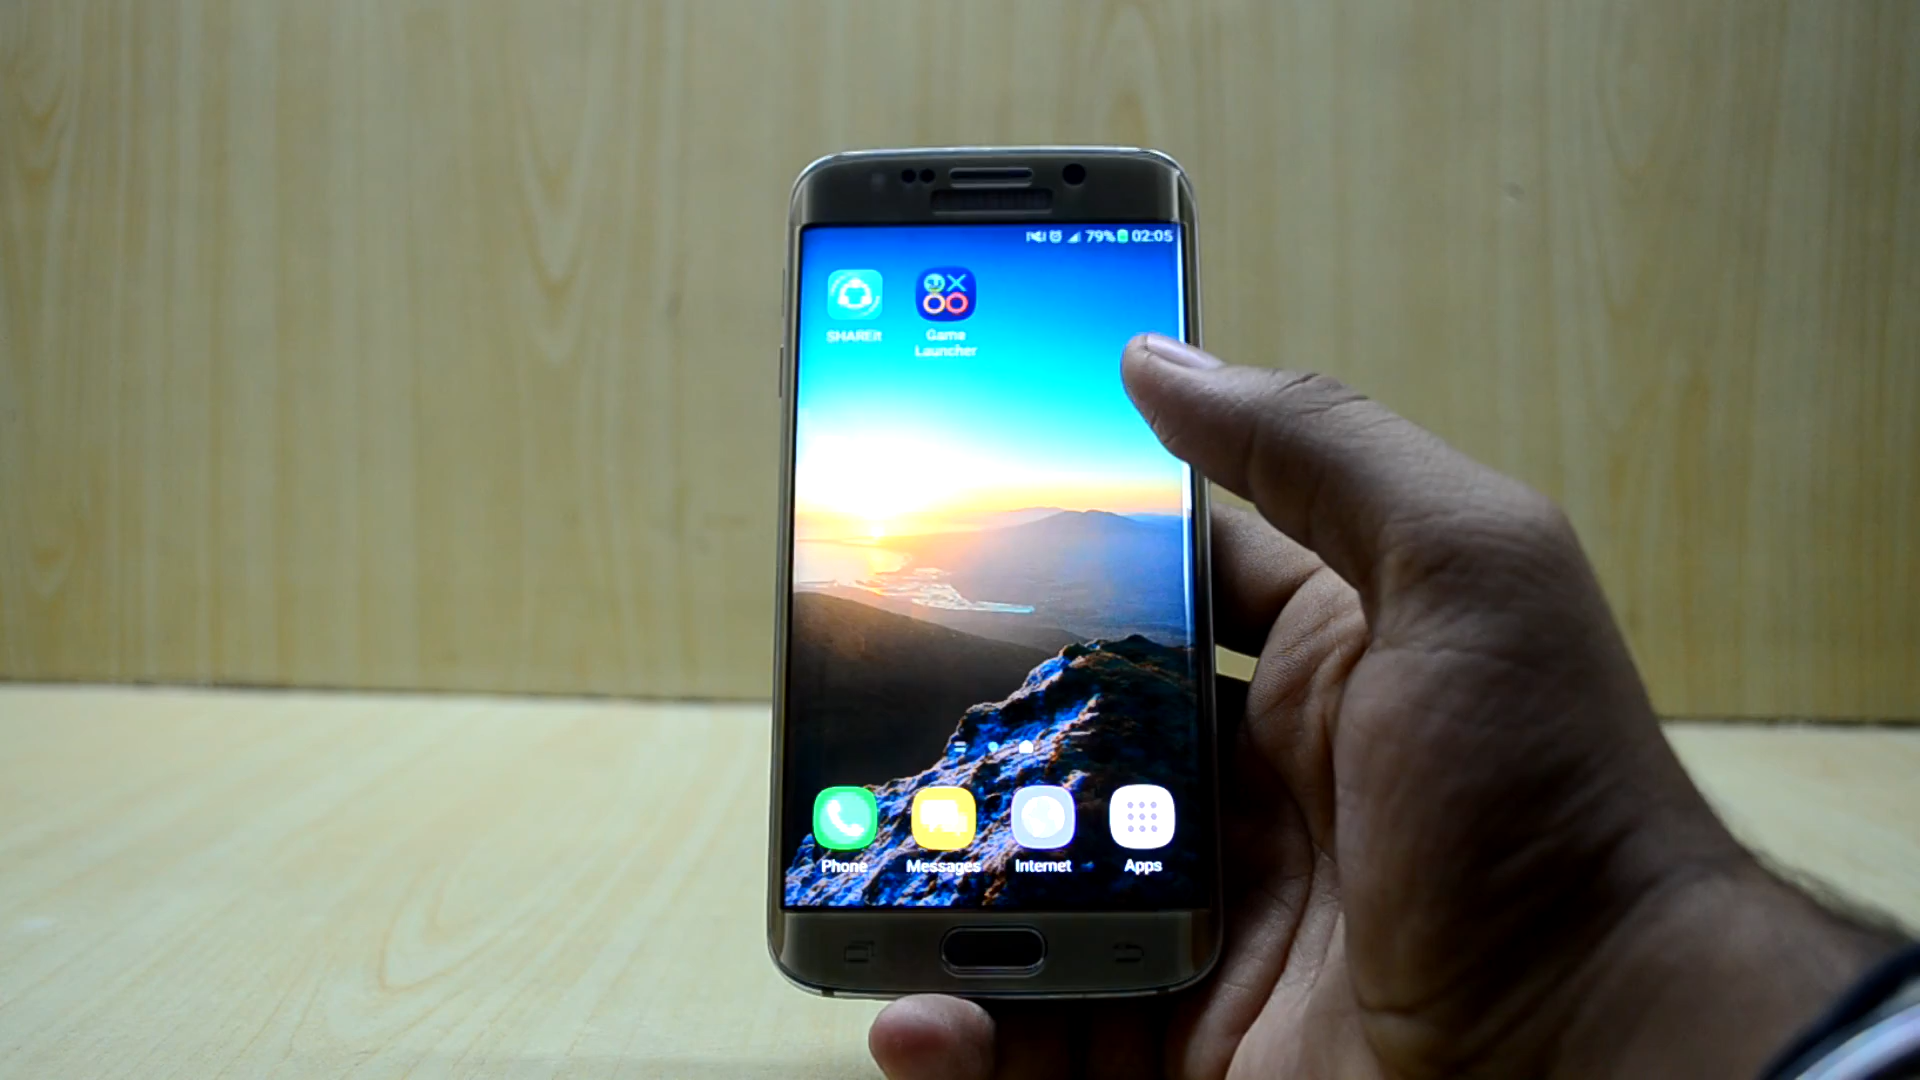 79% 02:05
SHAREit
Game
Launcher
Phone
Messages
Internet
Apps